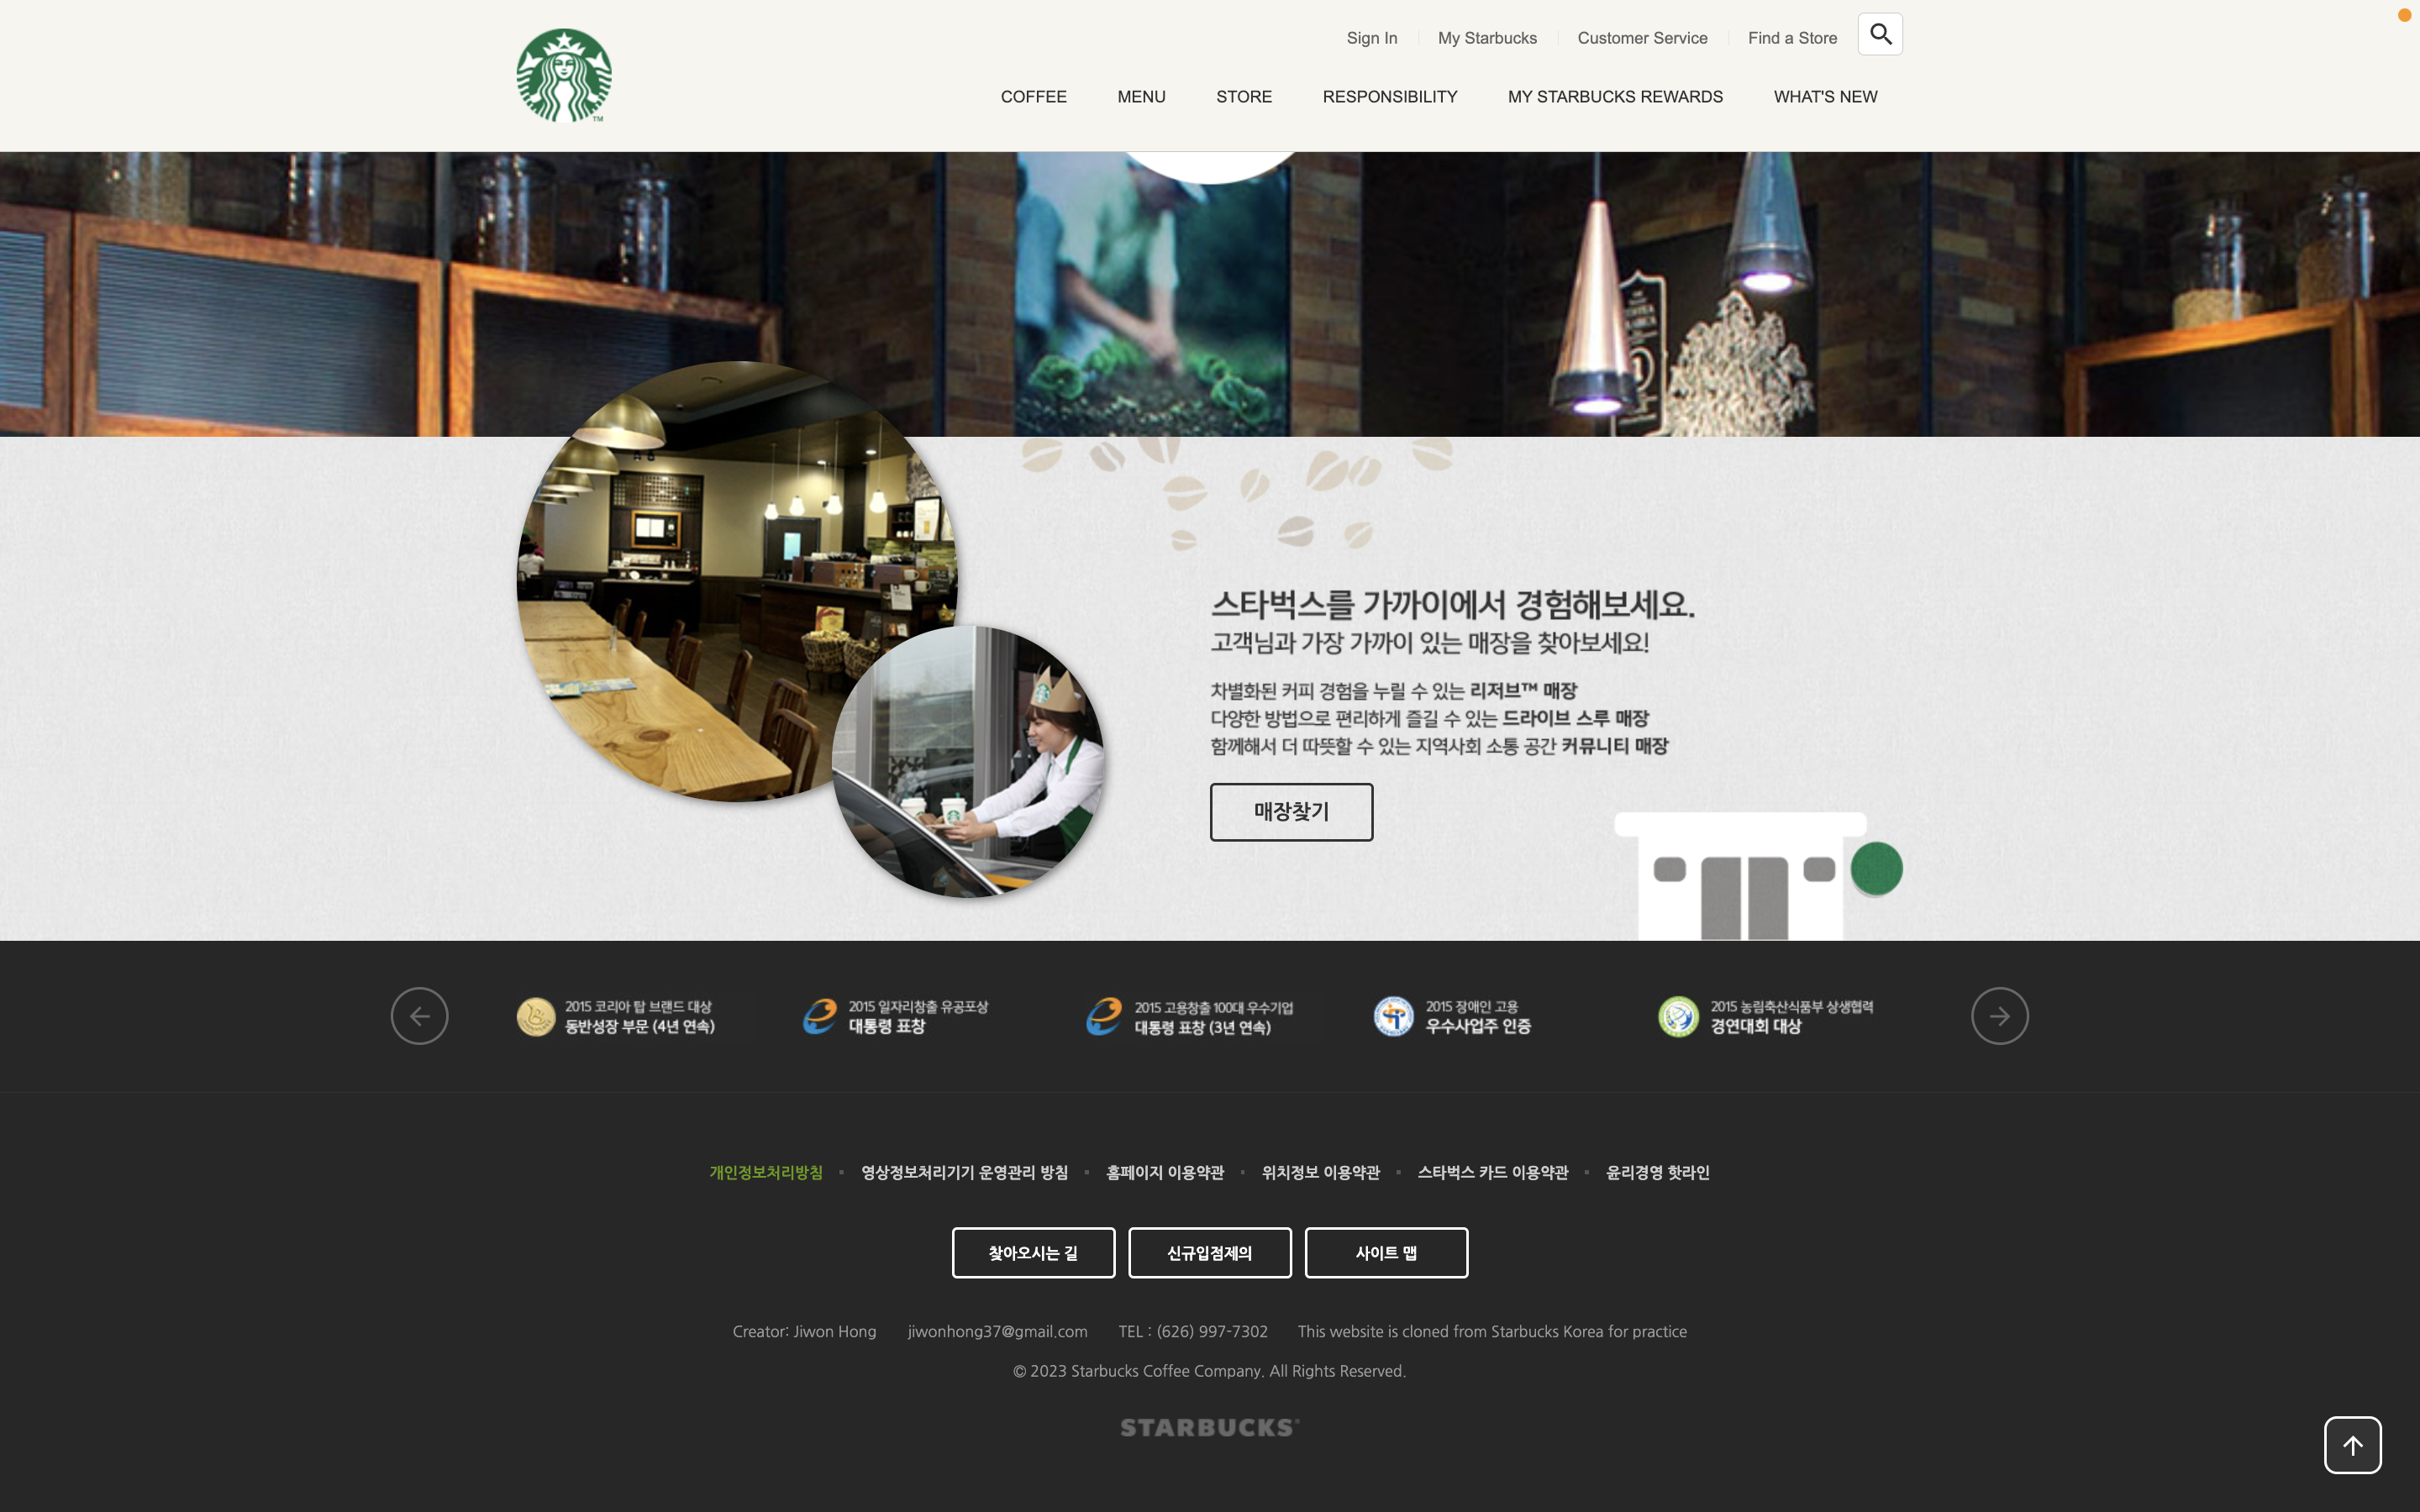 Sign In
My Starbucks
Customer Service
Find a Store
COFFEE
MENU
STORE
RESPONSIBILITY
MY STARBUCKS REWARDS
WHAT'S NEW
TM
스타벅스를 가까이에서 경험해보세요.
고객님과 가장 가까이 있는 매장을 찾아보세요!
차별화된 커피 경험을 누릴 수 있는 리저브™ 매장
다양한 방법으로 편리하게 즐길 수 있는 드라이브 스루 매장
함께해서 더 따뜻할 수 있는 지역사회 소통 공간 커뮤니티 매장
매장찾기
2015 코리아 탑 브랜드 대상
동반성장 부문 (4년 연속)
2015 일자리창출 유공포상
대통령 표창
2015 고용창출 100대 우수기업
대통령 표창 (3년 연속)
2015 장애인 고용
우수사업주 인증
2015 농림축산식품부 상생협력
경연대회 대상
개인정보처리방침
영상정보처리기기 운영관리 방침
홈페이지 이용약관
위치정보 이용약관
스타벅스 카드 이용약관
윤리경영 핫라인
찾아오시는 길
신규입점제의
사이트 맵
Creator: Jiwon Hong
jiwonhong37@gmail.com
TEL : (626) 997-7302
This website is cloned from Starbucks Korea for practice
© 2023 Starbucks Coffee Company. All Rights Reserved.
STARBUCKS®